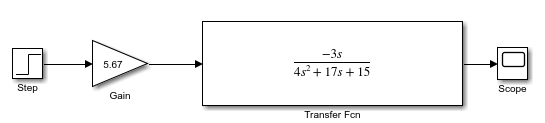 5.67
-3s
4s² + 17s + 15
Step
Gain
Transfer Fcn
Scope